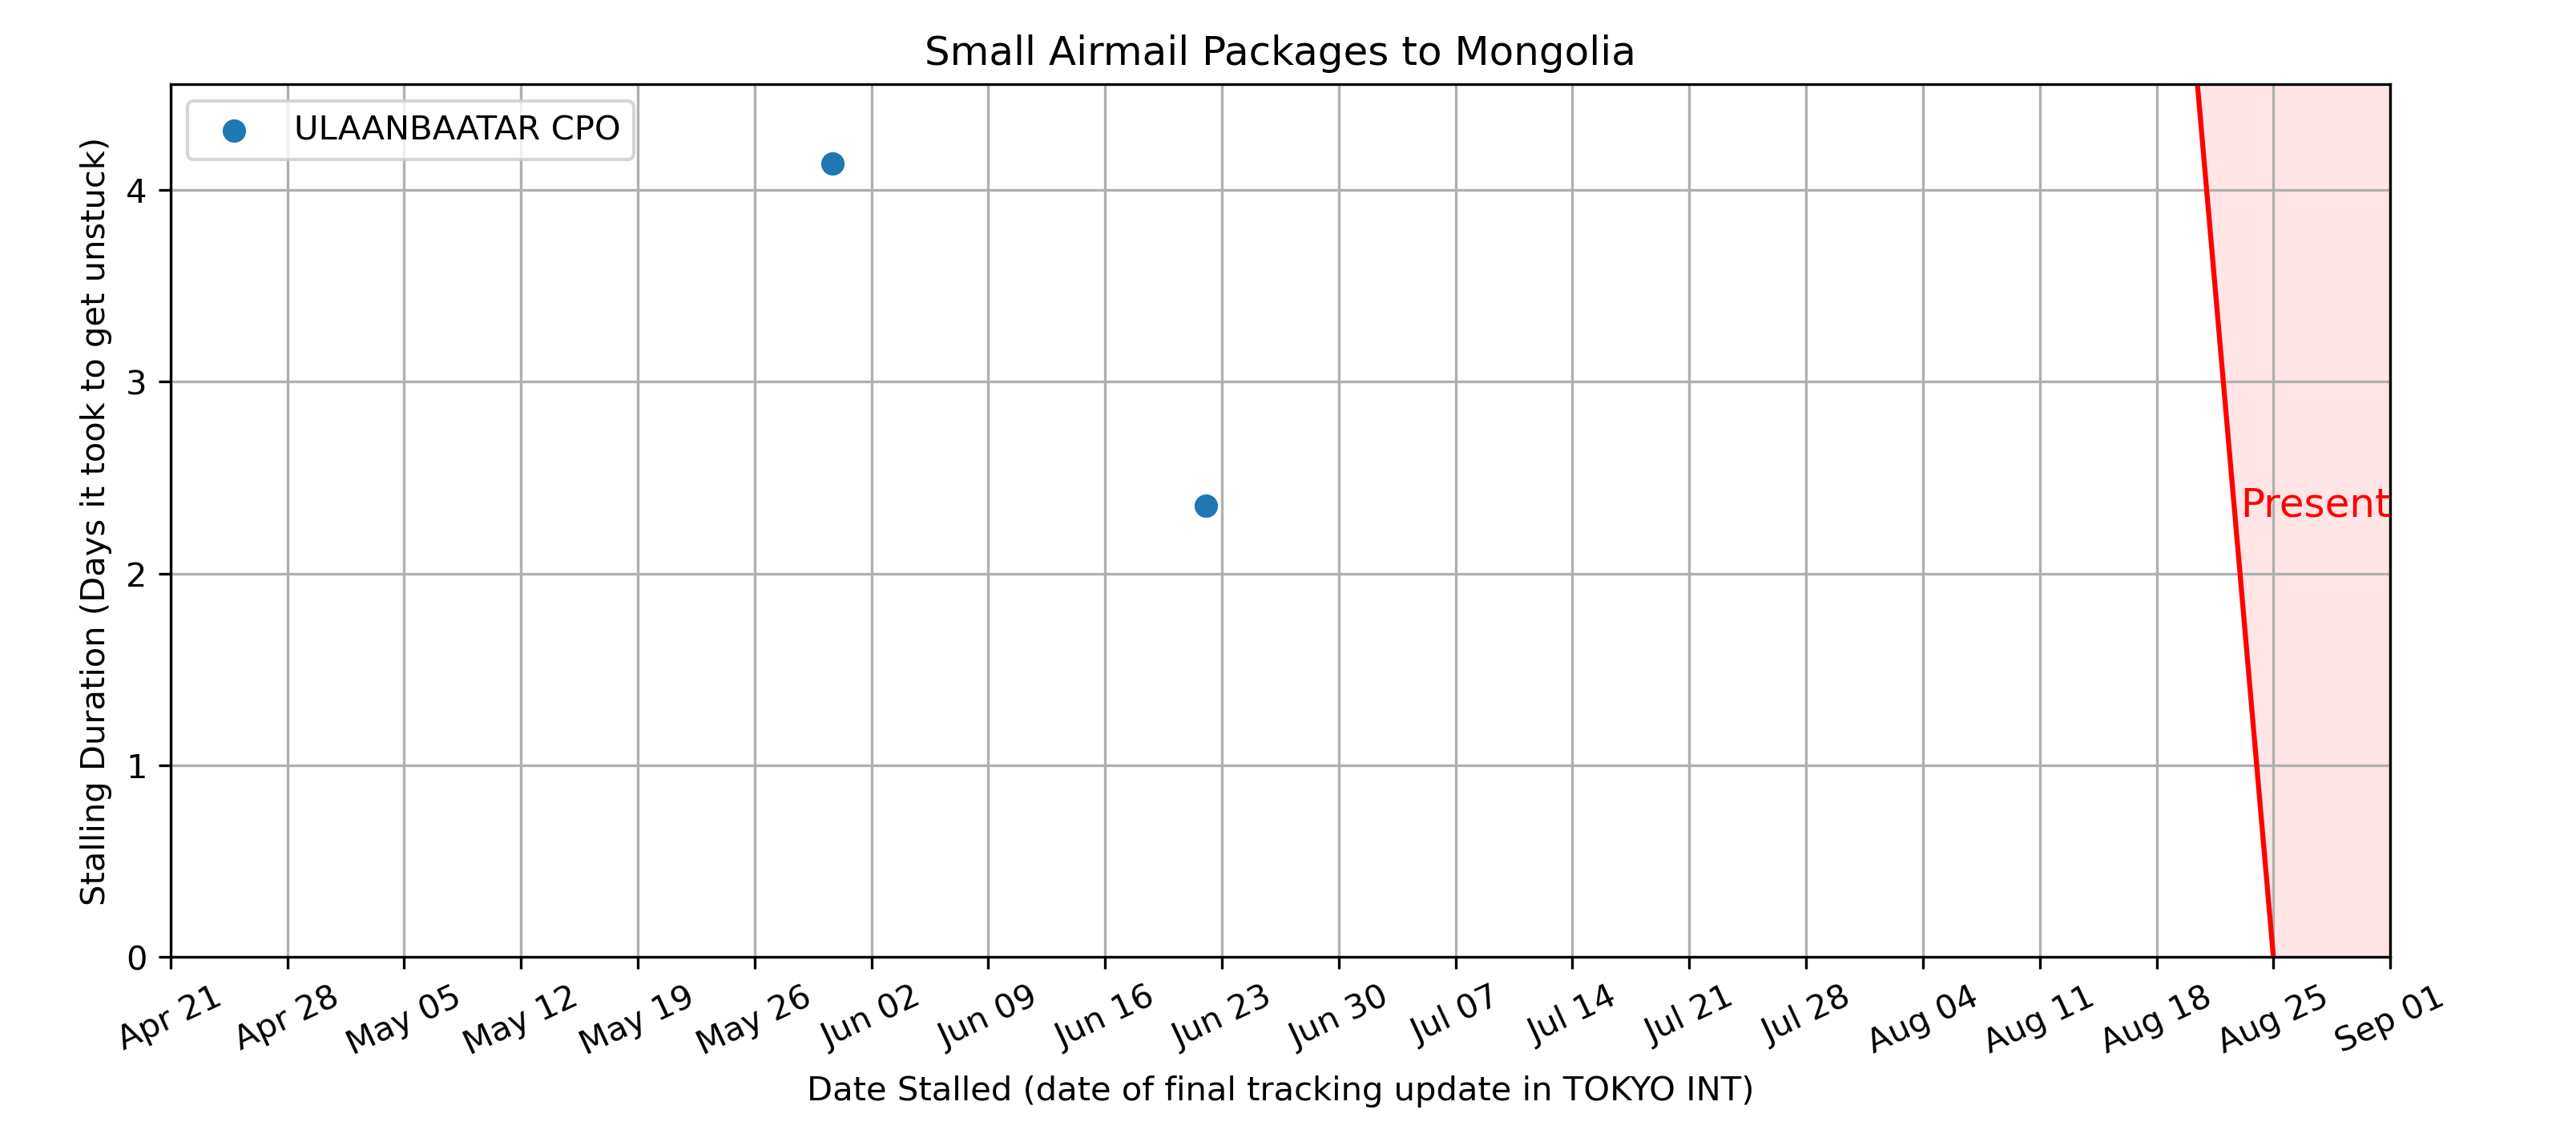 Small Airmail Packages to Mongolia
ULAANBAATAR CPO
Stalling Duration (Days it took to get unstuck)
4
3
2
1
0
Present
Apr 21
Apr 28
May 05
May 12
May 19
May 26
Jun 02
Jun 09
Jun 16
Jun 23
Jun 30
Jul 07
Jul 14
Jul 21
Jul 28
Aug 04
Aug 11
Aug 18
Aug 25
Sep 01
Date Stalled (date of final tracking update in TOKYO INT)